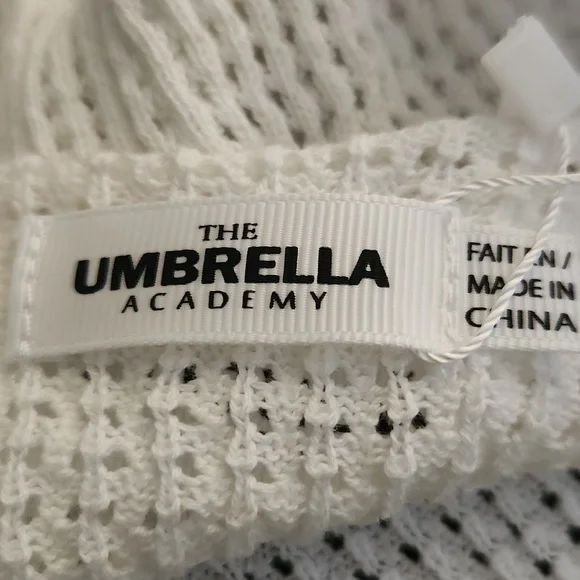 THE
UMBRELLA
ACADEMY
FAIT EN /
MADE IN
CHINA